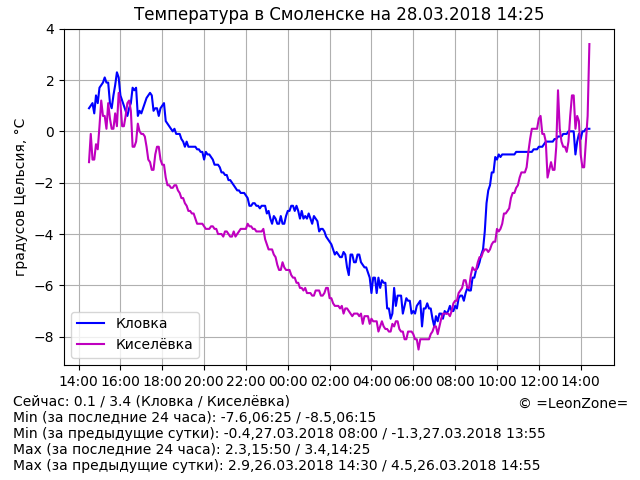 Температура в Смоленске на 28.03.2018 14:25
градусов Цельсия, °C
4
2
0
−2
−4
−6
−8
Кловка
Киселёвка
14:00 16:00 18:00 20:00 22:00 00:00 02:00 04:00 06:00 08:00 10:00 12:00 14:00
Сейчас: 0.1 / 3.4 (Кловка / Киселёвка)
© =LeonZone=
Min (за последние 24 часа): -7.6,06:25 / -8.5,06:15
Min (за предыдущие сутки): -0.4,27.03.2018 08:00 / -1.3,27.03.2018 13:55
Max (за последние 24 часа): 2.3,15:50 / 3.4,14:25
Max (за предыдущие сутки): 2.9,26.03.2018 14:30 / 4.5,26.03.2018 14:55